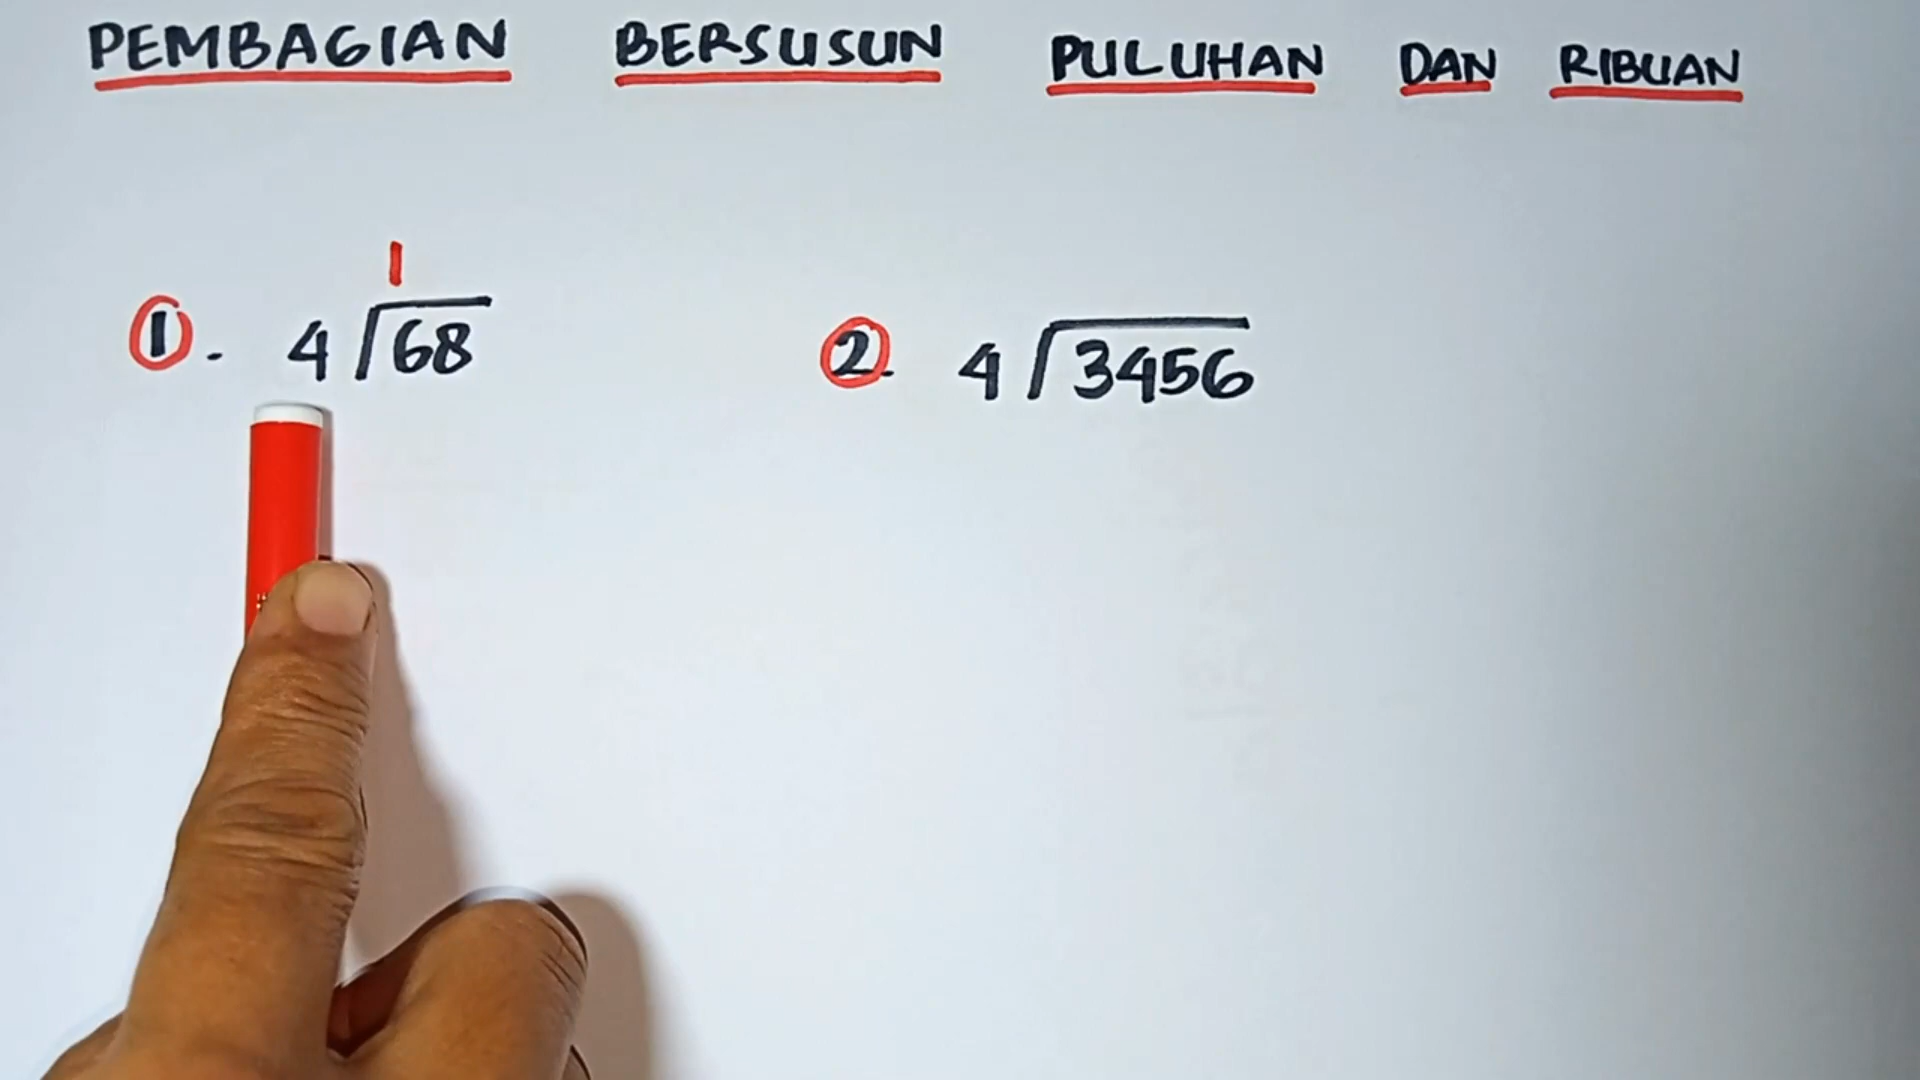 PEMBAGIAN BERSUSUN PULUHAN DAN RIBUAN
1
1. 4 √68
2. 4 √3456